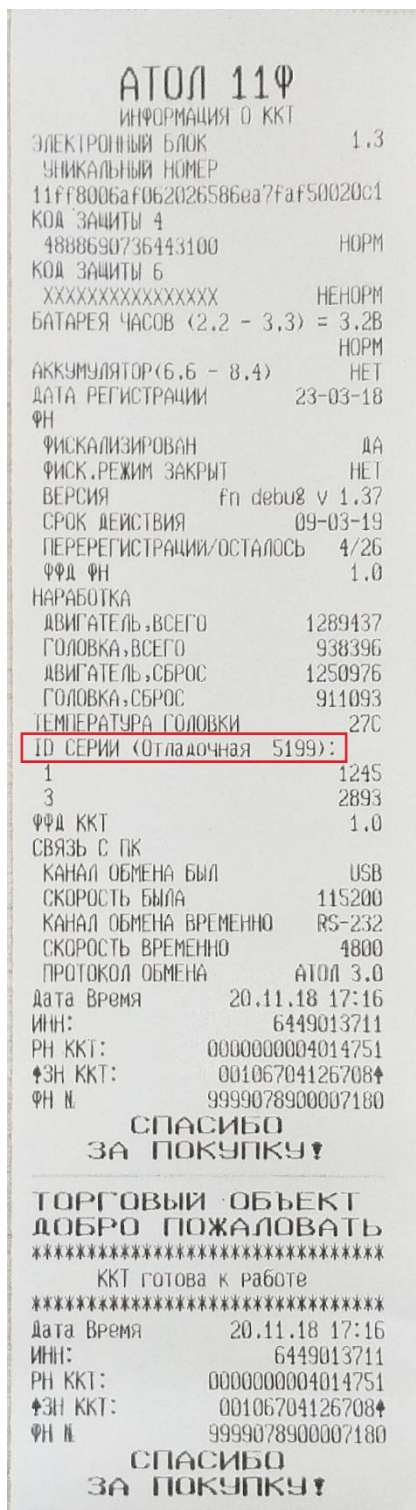 АТОЛ 11Ф
ИНФОРМАЦИЯ О ККТ
ЭЛЕКТРОННЫЙ БЛОК 1.3
УНИКАЛЬНЫЙ НОМЕР
11ff8006af062026586ea7faf50020c1
КОД ЗАЩИТЫ 4
4888690736443100 НОРМ
КОД ЗАЩИТЫ 6
XXXXXXXXXXXXXXXX НЕНОРМ
БАТАРЕЯ ЧАСОВ (2.2 - 3.3) = 3.2В
НОРМ
АККУМУЛЯТОР(6.6 - 8.4) НЕТ
ДАТА РЕГИСТРАЦИИ 23-03-18
ФН
ФИСКАЛИЗИРОВАН ДА
ФИСК.РЕЖИМ ЗАКРЫТ НЕТ
ВЕРСИЯ fn debug v 1.37
СРОК ДЕЙСТВИЯ 09-03-19
ПЕРЕРЕГИСТРАЦИЙ/ОСТАЛОСЬ 4/26
ФФД ФН 1.0
НАРАБОТКА
ДВИГАТЕЛЬ,ВСЕГО 1289437
ГОЛОВКА,ВСЕГО 938396
ДВИГАТЕЛЬ,СБРОС 1250976
ГОЛОВКА,СБРОС 911093
ТЕМПЕРАТУРА ГОЛОВКИ 27С
ID СЕРИИ (Отладочная 5199):
1 1245
3 2893
ФФД ККТ 1.0
СВЯЗЬ С ПК
КАНАЛ ОБМЕНА БЫЛ USB
СКОРОСТЬ БЫЛА 115200
КАНАЛ ОБМЕНА ВРЕМЕННО RS-232
СКОРОСТЬ ВРЕМЕННО 4800
ПРОТОКОЛ ОБМЕНА АТОЛ 3.0
Дата Время 20.11.18 17:16
ИНН: 6449013711
РН ККТ: 0000000004014751
ЗН ККТ: 00106704126708
ФН № 9999078900007180
СПАСИБО
ЗА ПОКУПКУ!
ТОРГОВЫЙ ОБЪЕКТ
ДОБРО ПОЖАЛОВАТЬ
********************************
ККТ готова к работе
********************************
Дата Время 20.11.18 17:16
ИНН: 6449013711
РН ККТ: 0000000004014751
ЗН ККТ: 00106704126708
ФН № 9999078900007180
СПАСИБО
ЗА ПОКУПКУ!